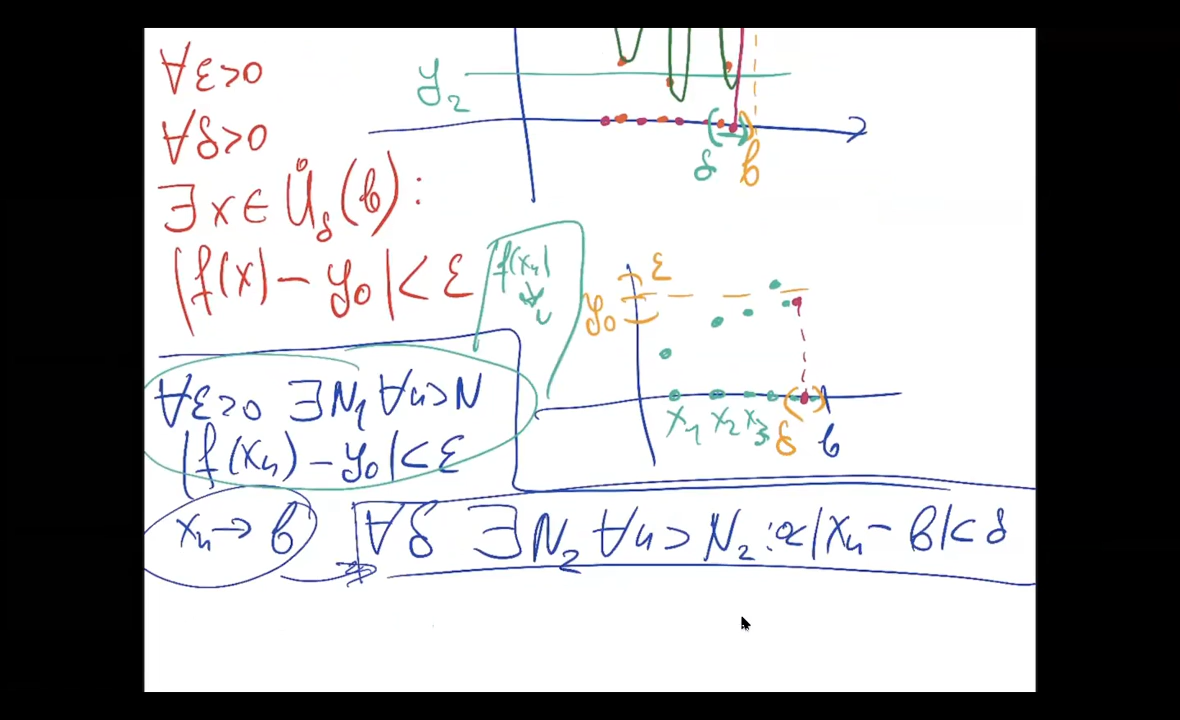 ∀ε>0
∀δ>0
∃x∈Ů_δ(b):
|f(x)-y₀|<ε
y₂
δ b
f(xₙ)
ε
y₀
x₁ x₂ x₃ δ b
∀ε>0 ∃N₁ ∀n>N
|f(xₙ)-y₀|<ε
xₙ→b
∀δ ∃N₂ ∀n>N₂: |xₙ-b|<δ